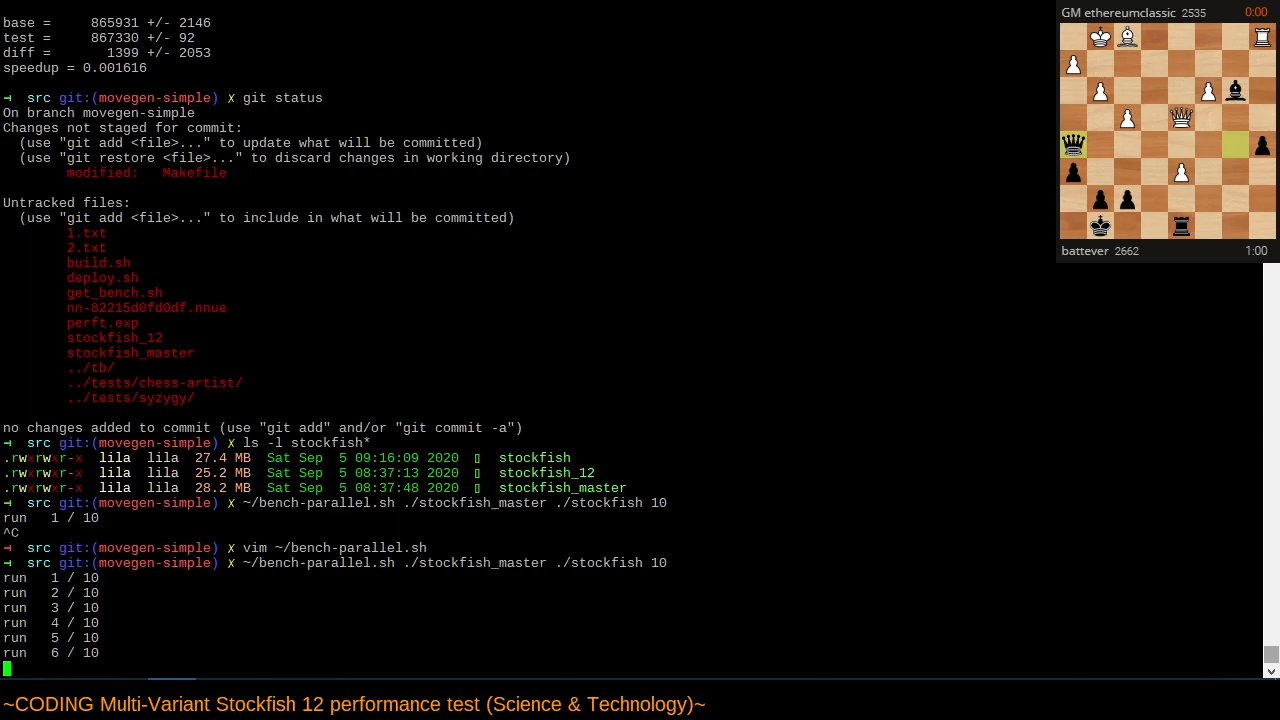 base =     865931 +/- 2146
test =     867330 +/- 92
diff =       1399 +/- 2053
speedup = 0.001616
src git:(movegen-simple) ✗ git status
On branch movegen-simple
Changes not staged for commit:
(use "git add <file>..." to update what will be committed)
(use "git restore <file>..." to discard changes in working directory)
modified:   Makefile
Untracked files:
(use "git add <file>..." to include in what will be committed)
1.txt
2.txt
build.sh
deploy.sh
get_bench.sh
nn-82215d0fd0df.nnue
perft.exp
stockfish_12
stockfish_master
../tb/
../tests/chess-artist/
../tests/syzygy/
no changes added to commit (use "git add" and/or "git commit -a")
src git:(movegen-simple) ✗ ls -l stockfish*
.rwxrwxr-x  lila  lila  27.4 MB  Sat Sep  5 09:16:09 2020  stockfish
.rwxrwxr-x  lila  lila  25.2 MB  Sat Sep  5 08:37:13 2020  stockfish_12
.rwxrwxr-x  lila  lila  28.2 MB  Sat Sep  5 08:37:48 2020  stockfish_master
src git:(movegen-simple) ✗ ~/bench-parallel.sh ./stockfish_master ./stockfish 10
run   1 / 10
^C
src git:(movegen-simple) ✗ vim ~/bench-parallel.sh
src git:(movegen-simple) ✗ ~/bench-parallel.sh ./stockfish_master ./stockfish 10
run   1 / 10
run   2 / 10
run   3 / 10
run   4 / 10
run   5 / 10
run   6 / 10
GM ethereumclassic 2535 0:00
battever 2662 1:00
~CODING Multi-Variant Stockfish 12 performance test (Science & Technology)~